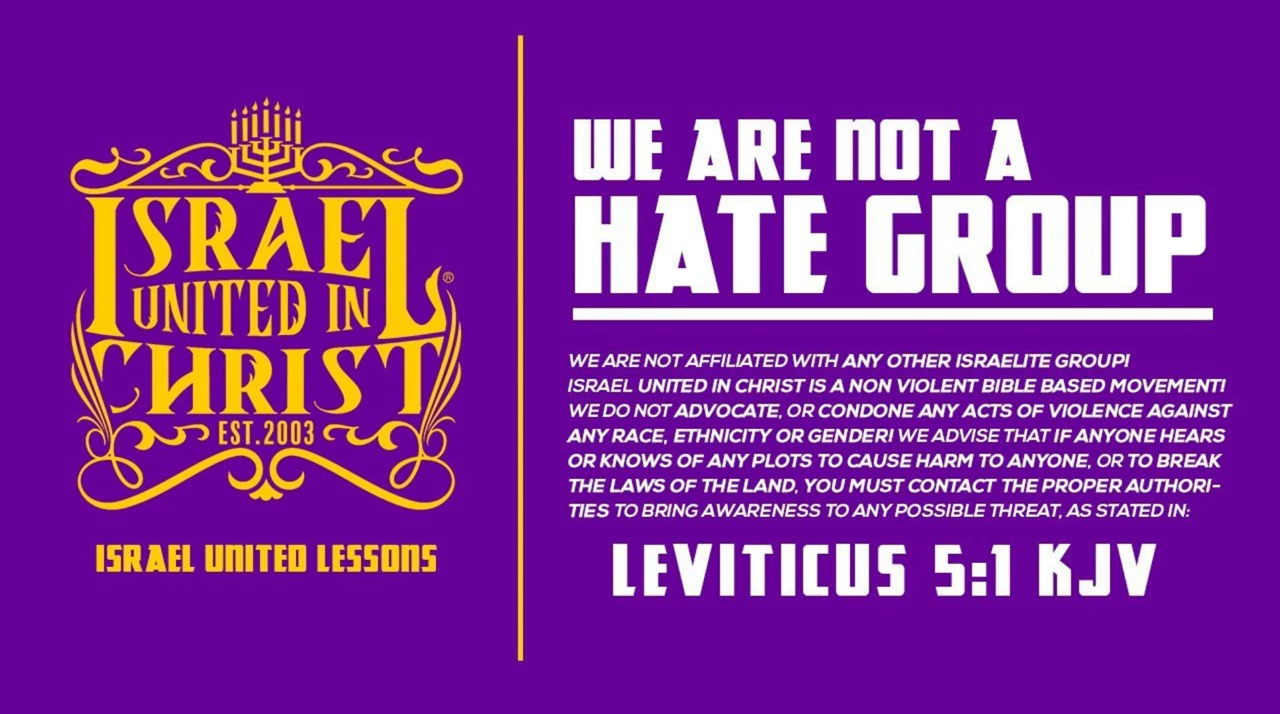 ISRAEL
UNITED IN
CHRIST
®
EST.2003
ISRAEL UNITED LESSONS
WE ARE NOT A
HATE GROUP
WE ARE NOT AFFILIATED WITH ANY OTHER ISRAELITE GROUP!
ISRAEL UNITED IN CHRIST IS A NON VIOLENT BIBLE BASED MOVEMENT!
WE DO NOT ADVOCATE, OR CONDONE ANY ACTS OF VIOLENCE AGAINST
ANY RACE, ETHNICITY OR GENDER! WE ADVISE THAT IF ANYONE HEARS
OR KNOWS OF ANY PLOTS TO CAUSE HARM TO ANYONE, OR TO BREAK
THE LAWS OF THE LAND, YOU MUST CONTACT THE PROPER AUTHORI-
TIES TO BRING AWARENESS TO ANY POSSIBLE THREAT, AS STATED IN:
LEVITICUS 5:1 KJV